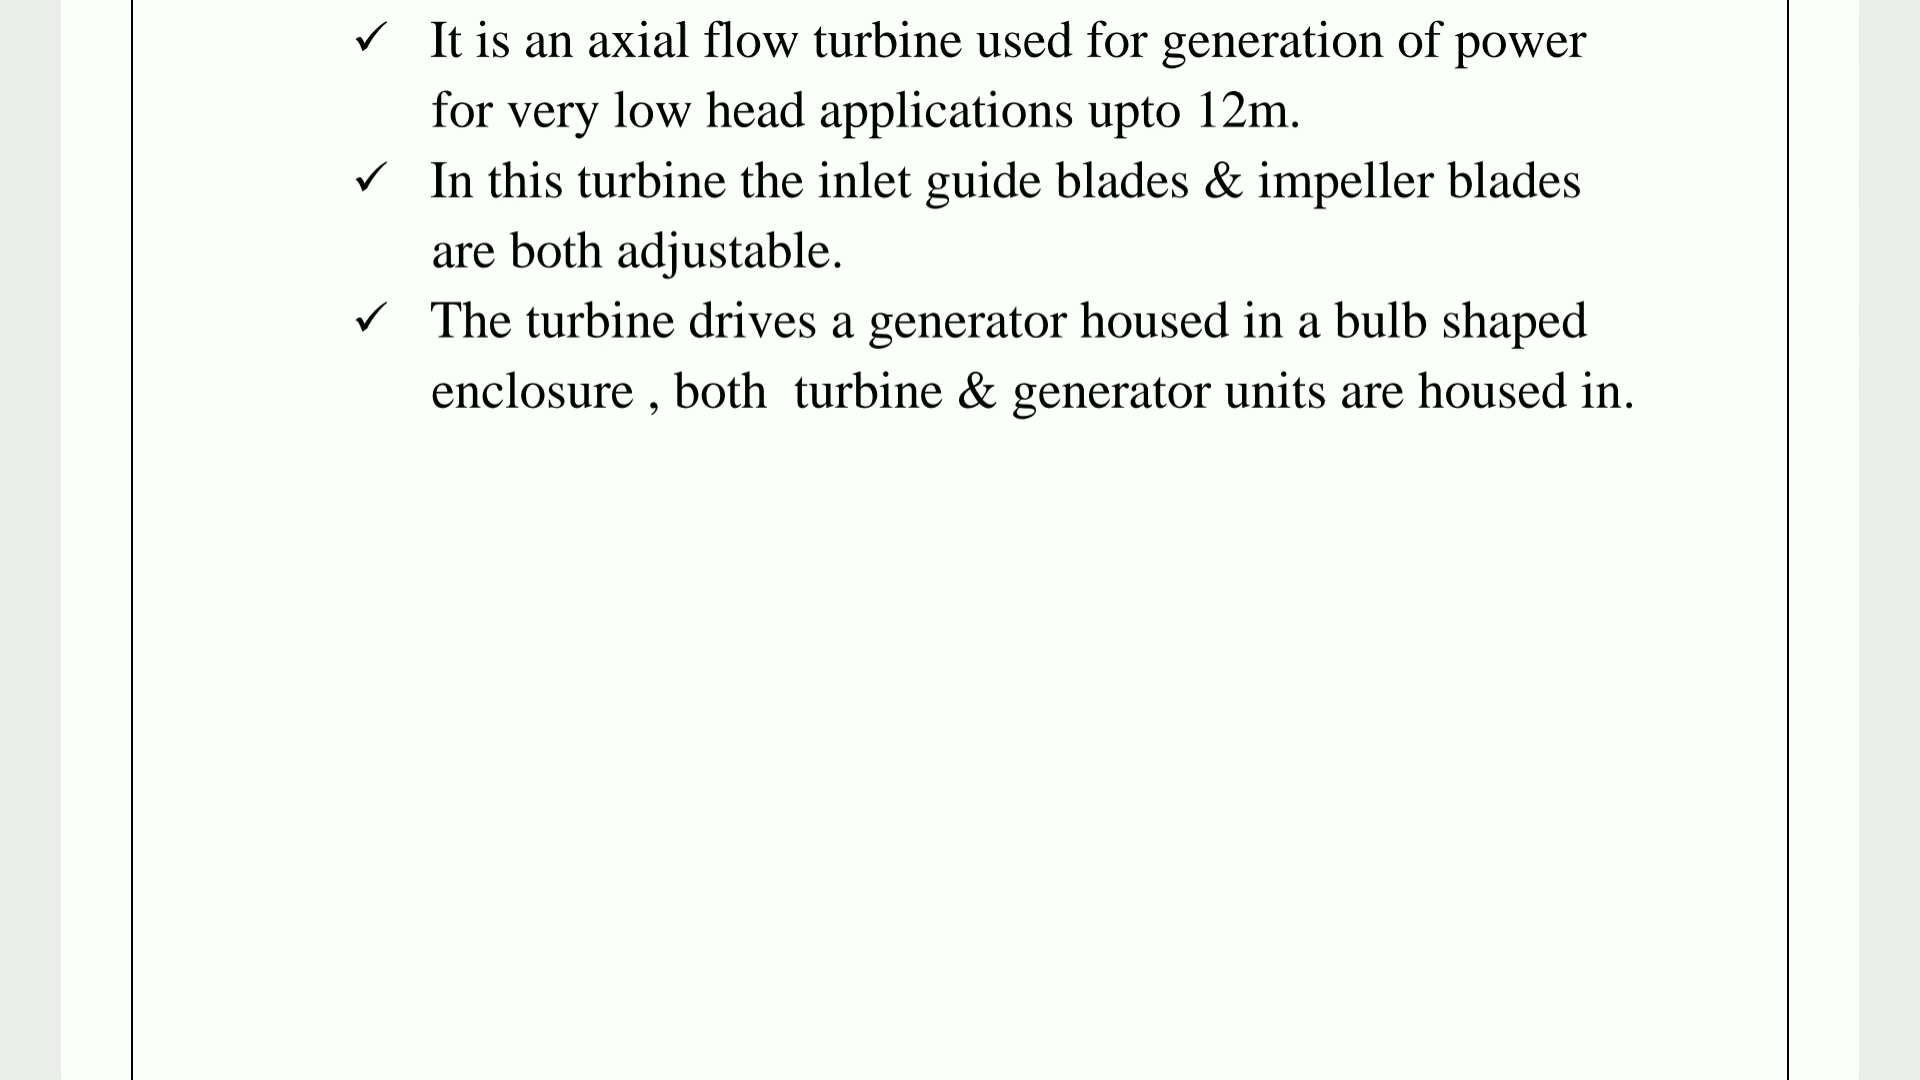 ✓ It is an axial flow turbine used for generation of power
for very low head applications upto 12m.
✓ In this turbine the inlet guide blades & impeller blades
are both adjustable.
✓ The turbine drives a generator housed in a bulb shaped
enclosure , both  turbine & generator units are housed in.